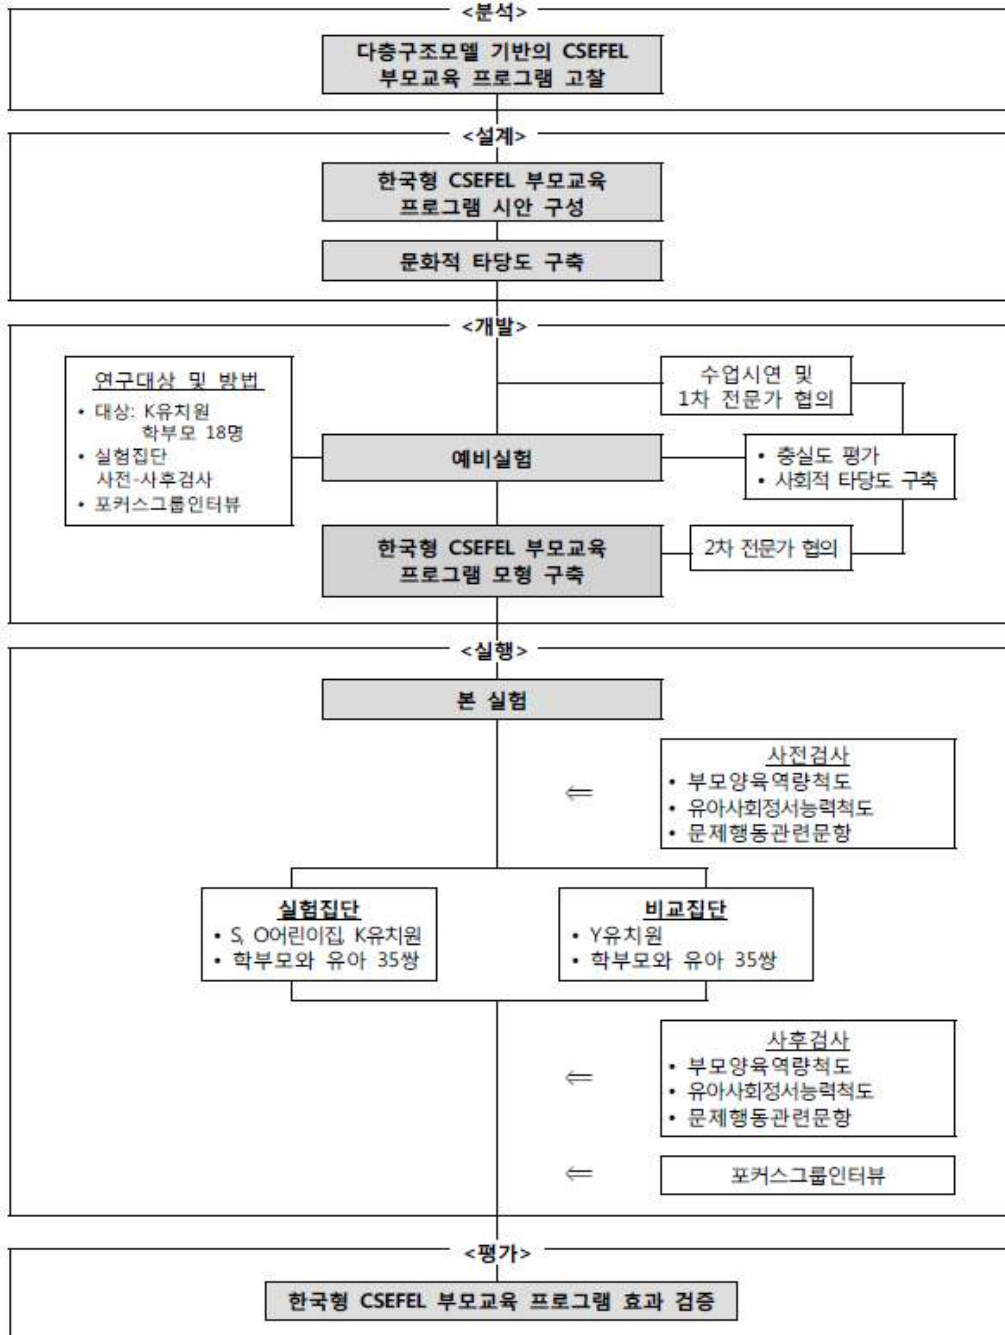 <분석>
다층구조모델 기반의 CSEFEL
부모교육 프로그램 고찰
<설계>
한국형 CSEFEL 부모교육
프로그램 시안 구성
문화적 타당도 구축
<개발>
연구대상 및 방법
• 대상: K유치원
학부모 18명
• 실험집단
사전-사후검사
• 포커스그룹인터뷰
수업시연 및
1차 전문가 협의
예비실험
• 충실도 평가
• 사회적 타당도 구축
한국형 CSEFEL 부모교육
프로그램 모형 구축
2차 전문가 협의
<실행>
본 실험
사전검사
• 부모양육역량척도
• 유아사회정서능력척도
• 문제행동관련문항
⇐
실험집단
• S, O어린이집, K유치원
• 학부모와 유아 35쌍
비교집단
• Y유치원
• 학부모와 유아 35쌍
사후검사
• 부모양육역량척도
• 유아사회정서능력척도
• 문제행동관련문항
⇐
⇐ 포커스그룹인터뷰
<평가>
한국형 CSEFEL 부모교육 프로그램 효과 검증